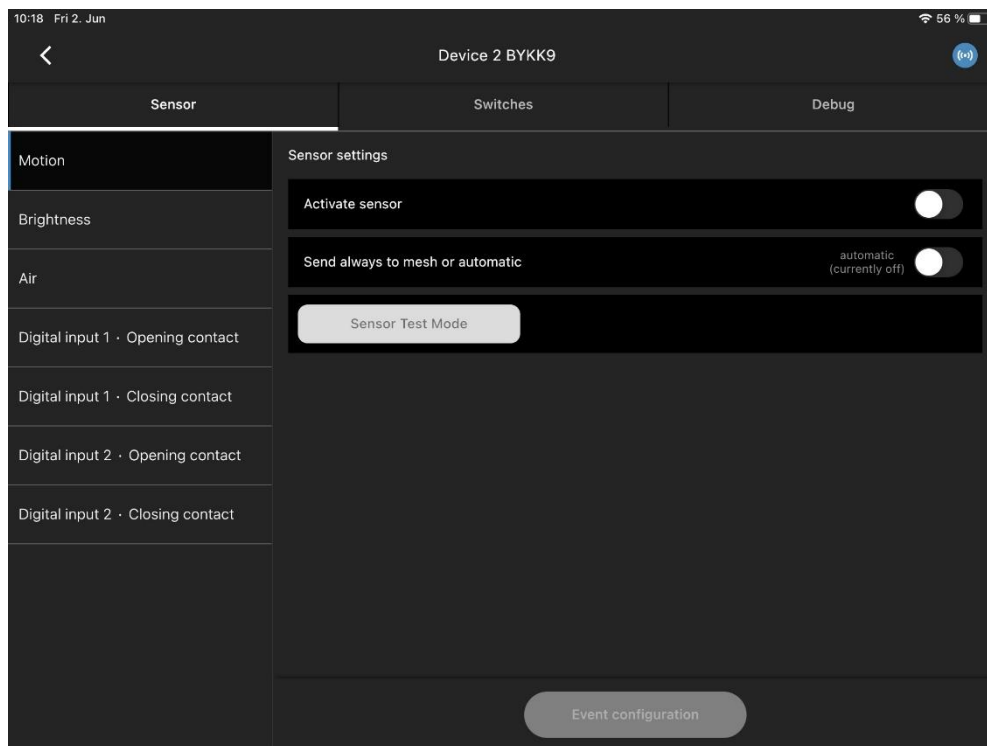 10:18 Fri 2. Jun
56 %
Device 2 BYKK9
Sensor
Switches
Debug
Motion
Brightness
Air
Digital input 1 · Opening contact
Digital input 1 · Closing contact
Digital input 2 · Opening contact
Digital input 2 · Closing contact
Sensor settings
Activate sensor
Send always to mesh or automatic
automatic
(currently off)
Sensor Test Mode
Event configuration